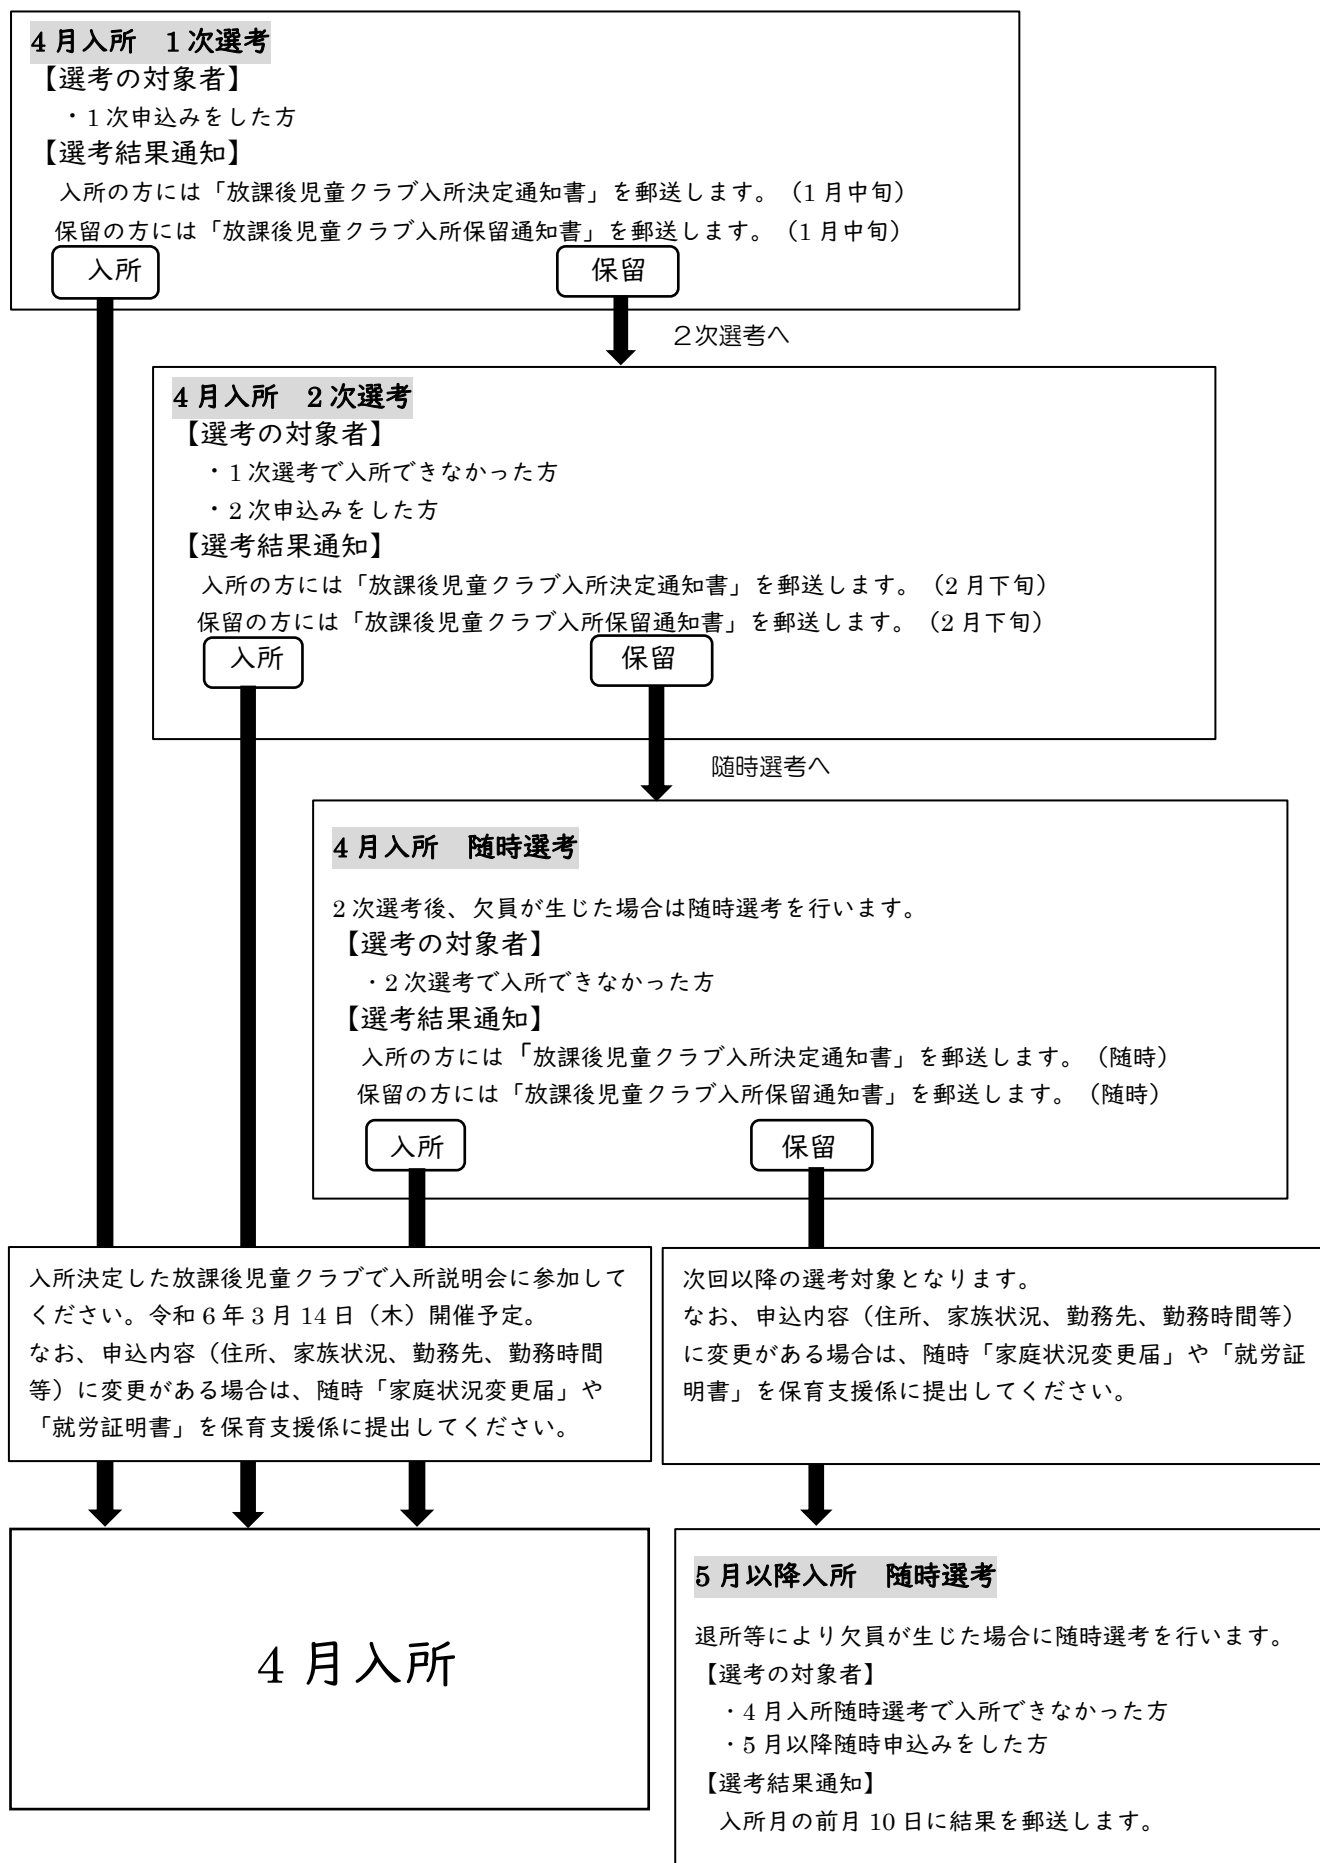 4月入所　1次選考
【選考の対象者】
・1次申込みをした方
【選考結果通知】
入所の方には「放課後児童クラブ入所決定通知書」を郵送します。（1月中旬）
保留の方には「放課後児童クラブ入所保留通知書」を郵送します。（1月中旬）
入所
保留
２次選考へ
4月入所　2次選考
【選考の対象者】
・1次選考で入所できなかった方
・2次申込みをした方
【選考結果通知】
入所の方には「放課後児童クラブ入所決定通知書」を郵送します。（2月下旬）
保留の方には「放課後児童クラブ入所保留通知書」を郵送します。（2月下旬）
入所
保留
随時選考へ
4月入所　随時選考
2次選考後、欠員が生じた場合は随時選考を行います。
【選考の対象者】
・2次選考で入所できなかった方
【選考結果通知】
入所の方には「放課後児童クラブ入所決定通知書」を郵送します。（随時）
保留の方には「放課後児童クラブ入所保留通知書」を郵送します。（随時）
入所
保留
入所決定した放課後児童クラブで入所説明会に参加して
ください。令和6年3月14日（木）開催予定。
なお、申込内容（住所、家族状況、勤務先、勤務時間
等）に変更がある場合は、随時「家庭状況変更届」や
「就労証明書」を保育支援係に提出してください。
次回以降の選考対象となります。
なお、申込内容（住所、家族状況、勤務先、勤務時間等）
に変更がある場合は、随時「家庭状況変更届」や「就労証
明書」を保育支援係に提出してください。
4月入所
5月以降入所　随時選考
退所等により欠員が生じた場合に随時選考を行います。
【選考の対象者】
・4月入所随時選考で入所できなかった方
・5月以降随時申込みをした方
【選考結果通知】
入所月の前月10日に結果を郵送します。